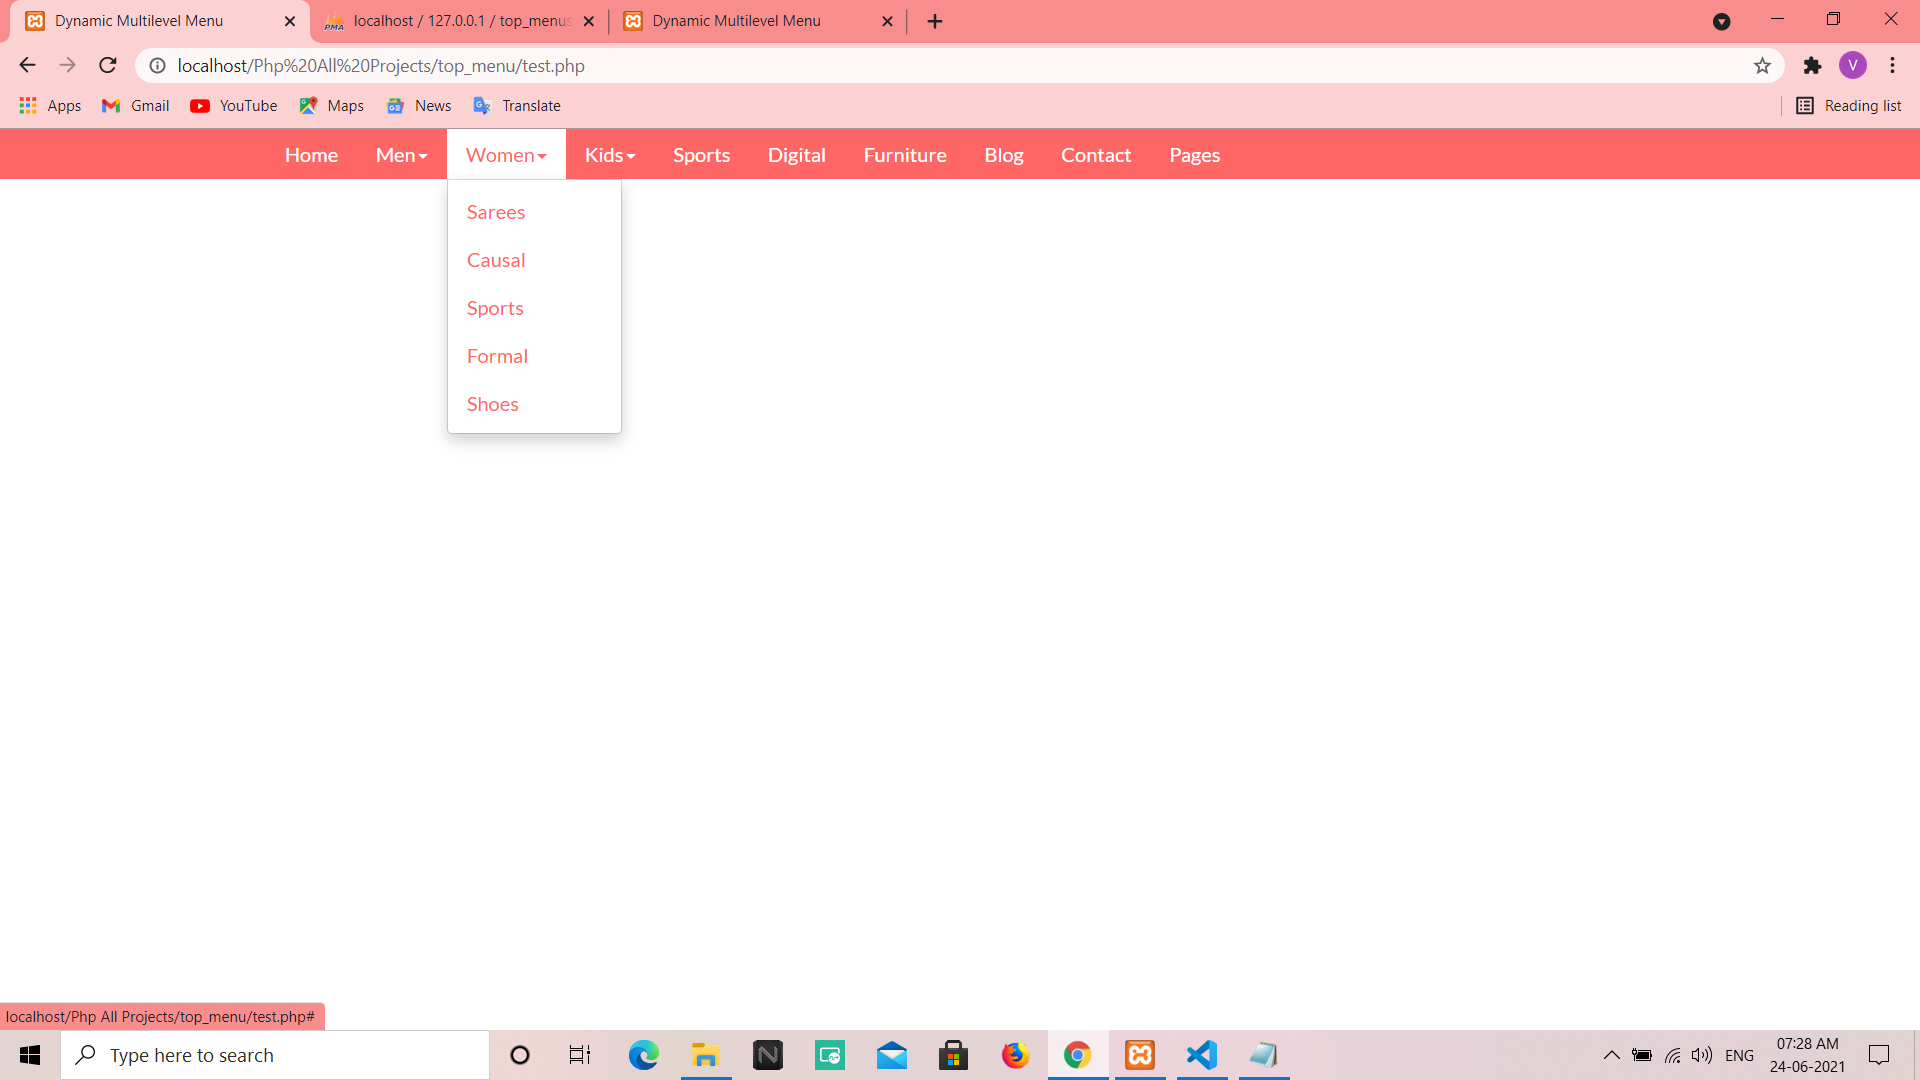 Dynamic Multilevel Menu
localhost / 127.0.0.1 / top_menus
Dynamic Multilevel Menu
localhost/Php%20All%20Projects/top_menu/test.php
V
Apps
Gmail
YouTube
Maps
News
Translate
Reading list
Home Men Women Kids Sports Digital Furniture Blog Contact Pages
Sarees
Causal
Sports
Formal
Shoes
localhost/Php All Projects/top_menu/test.php#
Type here to search
ENG
07:28 AM
24-06-2021